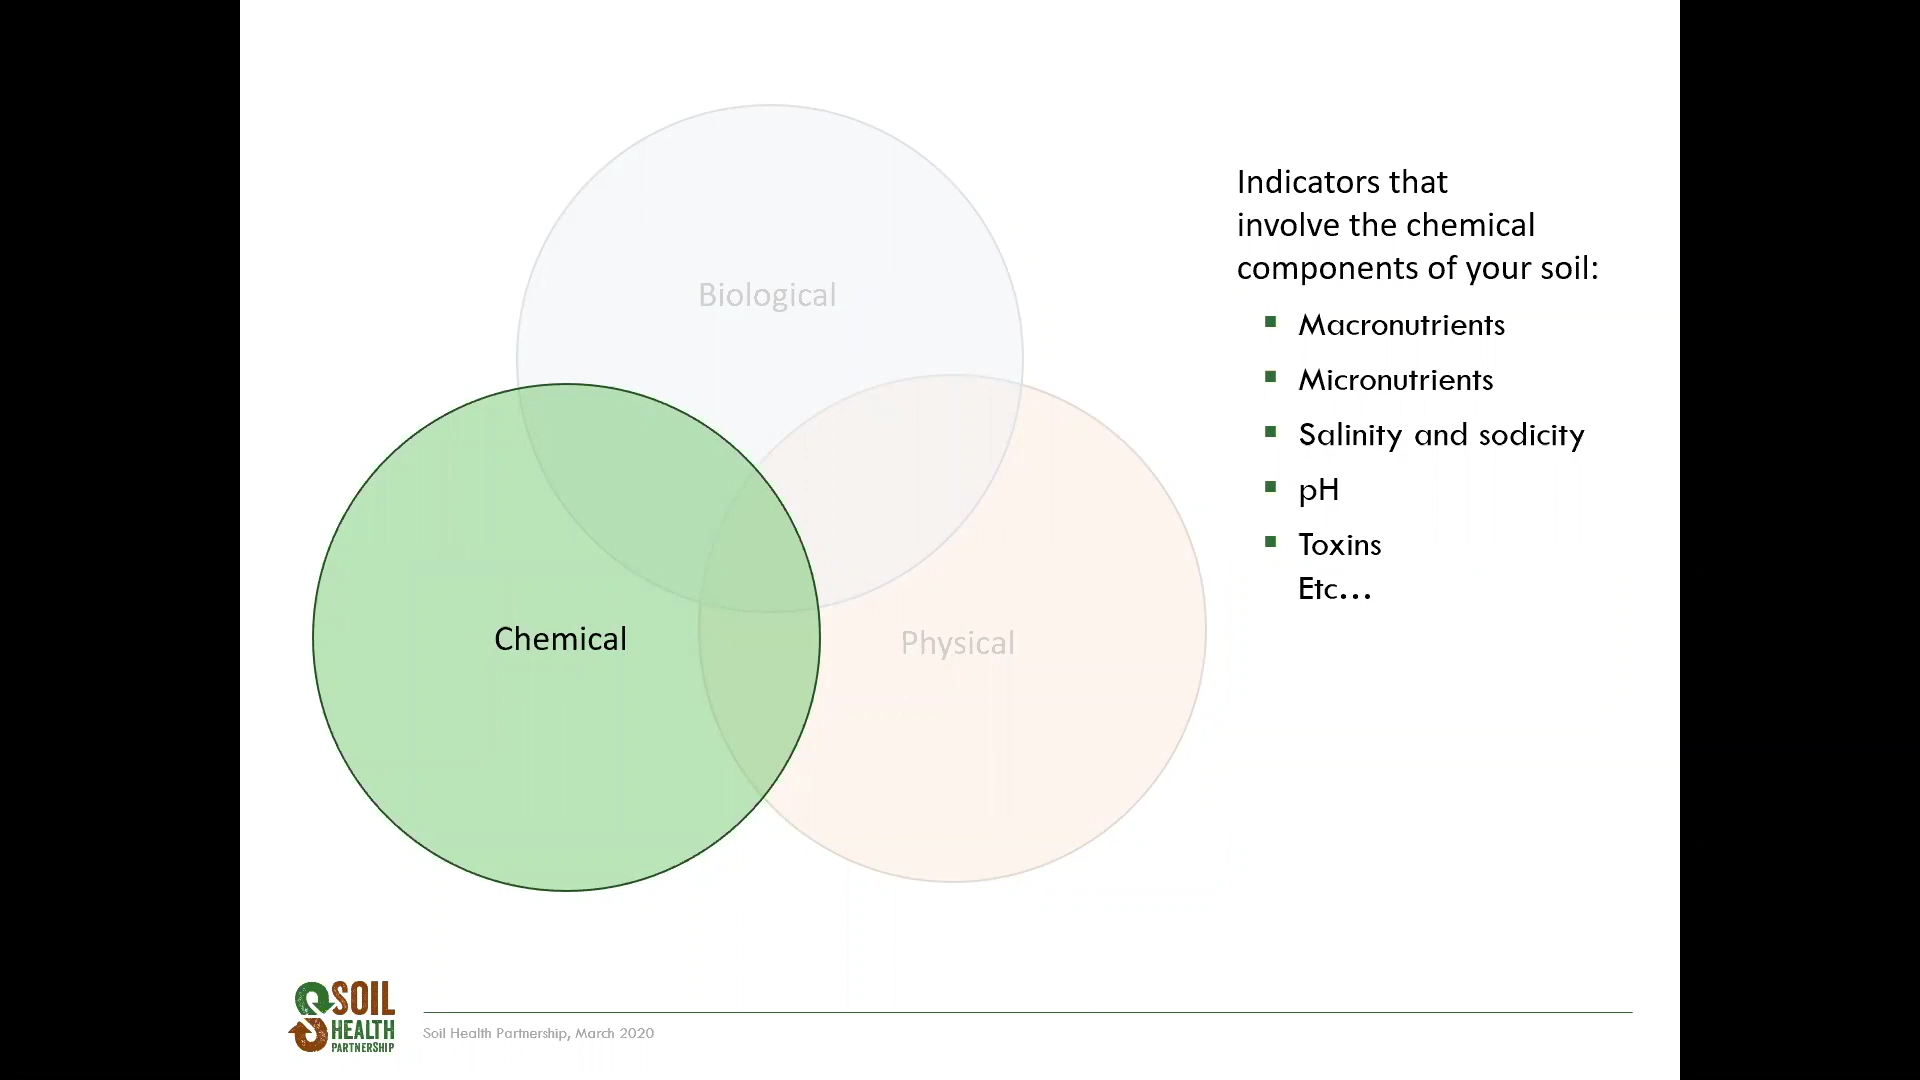 Biological
Chemical
Physical
Indicators that
involve the chemical
components of your soil:
Macronutrients
Micronutrients
Salinity and sodicity
pH
Toxins
Etc...
SOIL
HEALTH
PARTNERSHIP
Soil Health Partnership, March 2020